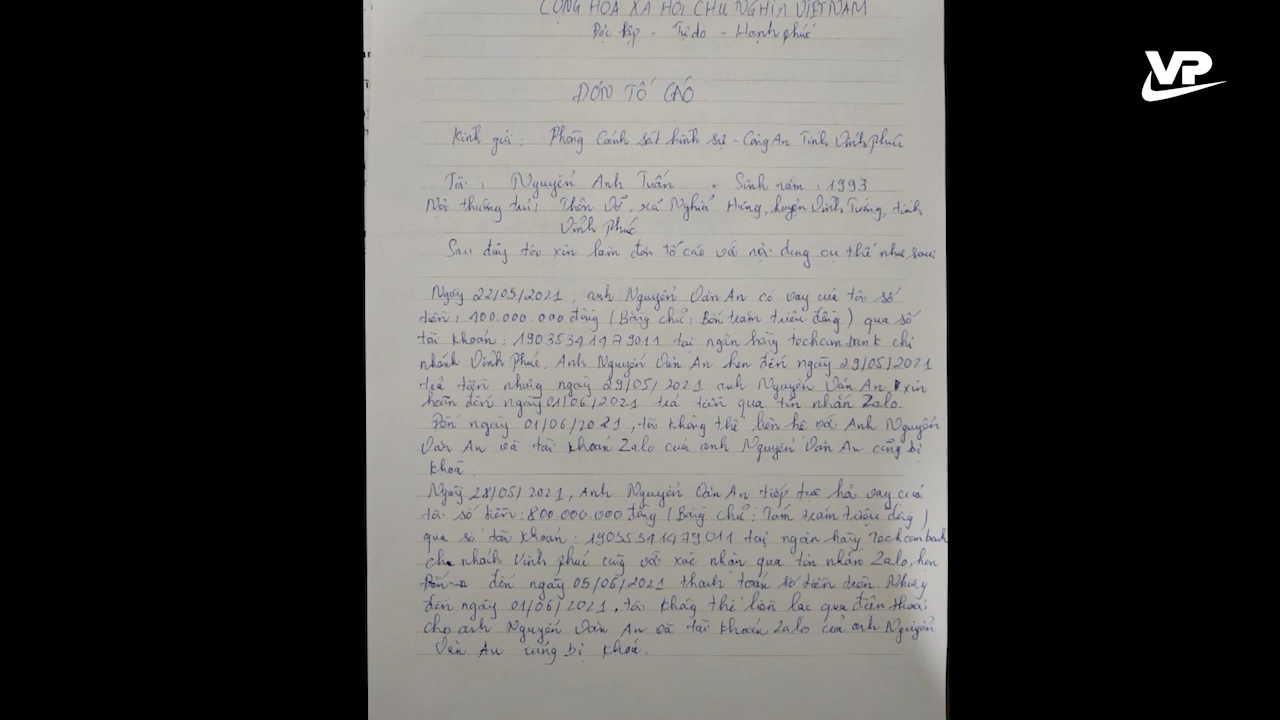 CỘNG HÒA XÃ HỘI CHỦ NGHĨA VIỆT NAM
Độc lập - Tự do - Hạnh phúc
VP
ĐƠN TỐ CÁO
Kính gửi: Phòng Cảnh sát hình sự - Công An Tỉnh Vĩnh Phúc
Tôi: Nguyễn Anh Tuấn - Sinh năm: 1993
Nơi thường trú: Thôn xã Nghĩa Hưng, huyện Vĩnh Tường, tỉnh
Vĩnh Phúc
Sau đây tôi xin làm đơn tố cáo với nội dung cụ thể như sau:
Ngày 22/05/2021, anh Nguyễn Văn An có vay của tôi số
tiền: 400.000.000 đồng (Bằng chữ: Bốn trăm triệu đồng) qua số
tài khoản: 19035341479011 tại ngân hàng techcombank chi
nhánh Vĩnh Phúc. Anh Nguyễn Văn An hẹn đến ngày 29/05/2021
trả tiền nhưng ngày 29/05/2021 anh Nguyễn Văn An xin
hoãn đến ngày 01/06/2021 trả tiền qua tin nhắn Zalo.
Đến ngày 01/06/2021, tôi không thể liên hệ với Anh Nguyễn
Văn An và tài khoản Zalo của anh Nguyễn Văn An cũng bị
khoá.
Ngày 28/05/2021, Anh Nguyễn Văn An tiếp tục hỏi vay của
tôi số tiền: 800.000.000 đồng (Bằng chữ: Tám trăm triệu đồng)
qua số tài khoản: 19035341479011 tại ngân hàng Techcombank
chi nhánh Vĩnh phúc cùng với xác nhận qua tin nhắn Zalo, hẹn
đến ngày 05/06/2021 thanh toán số tiền trên. Nhưng
đến ngày 01/06/2021, tôi không thể liên lạc qua điện thoại
cho anh Nguyễn Văn An và tài khoản Zalo của anh Nguyễn
Văn An cũng bị khoá.